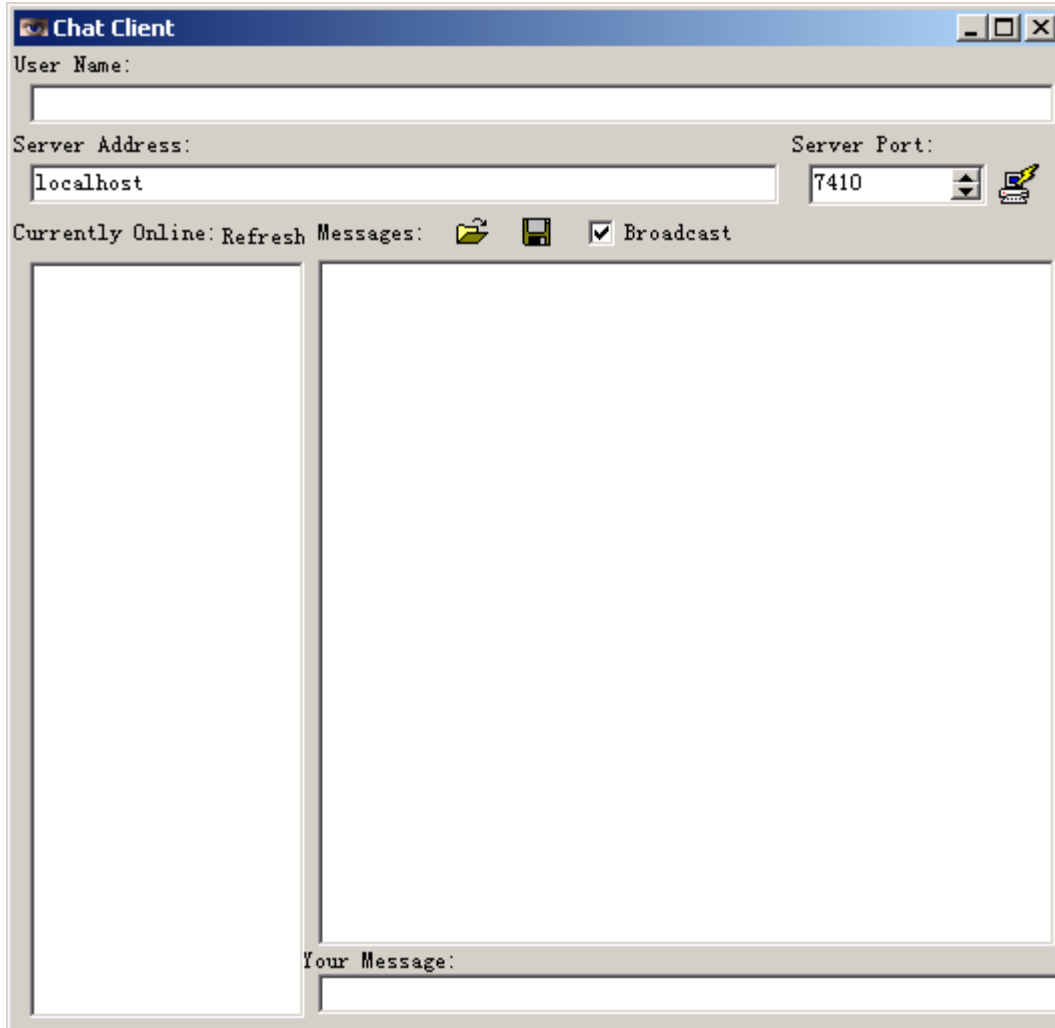 Chat Client
User Name:
Server Address: Server Port:
localhost 7410
Currently Online: Refresh Messages: Broadcast
Your Message: